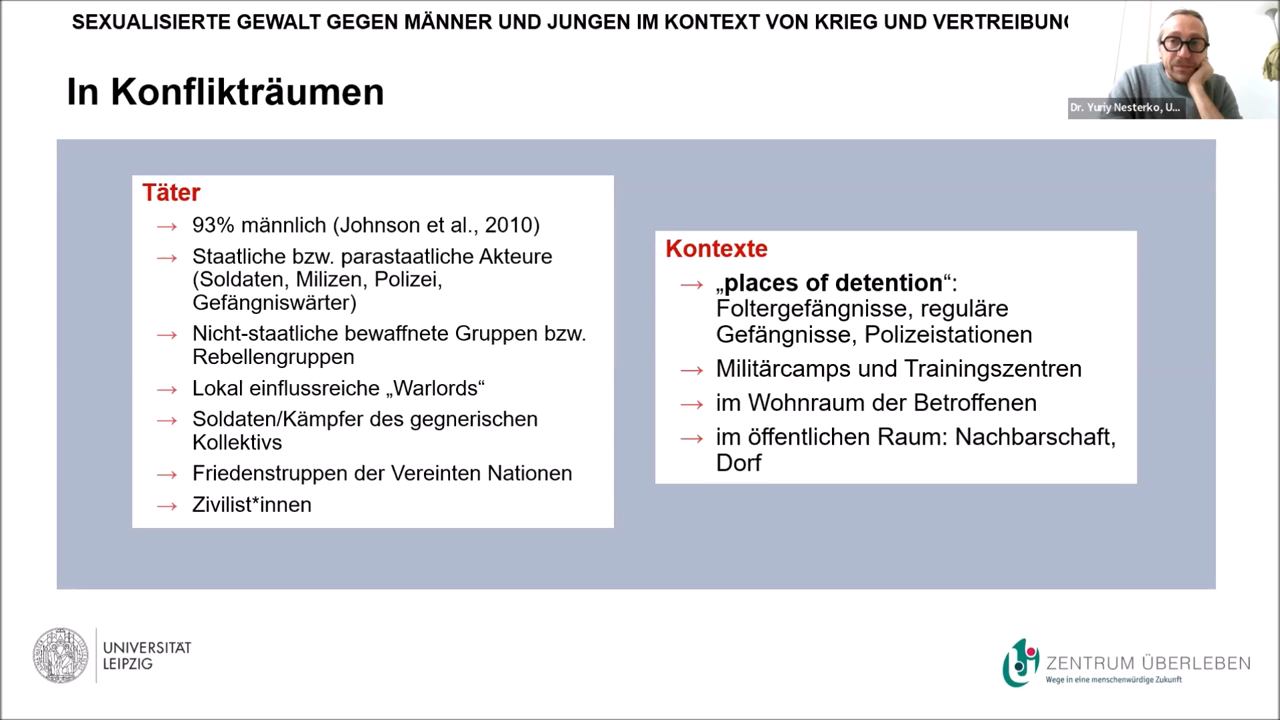 SEXUALISIERTE GEWALT GEGEN MÄNNER UND JUNGEN IM KONTEXT VON KRIEG UND VERTREIBUNG
In Konflikträumen
Dr. Yuriy Nesterko, U...
Täter
→ 93% männlich (Johnson et al., 2010)
→ Staatliche bzw. parastaatliche Akteure
(Soldaten, Milizen, Polizei,
Gefängniswärter)
→ Nicht-staatliche bewaffnete Gruppen bzw.
Rebellengruppen
→ Lokal einflussreiche „Warlords“
→ Soldaten/Kämpfer des gegnerischen
Kollektivs
→ Friedenstruppen der Vereinten Nationen
→ Zivilist*innen
Kontexte
→ „places of detention“:
Foltergefängnisse, reguläre
Gefängnisse, Polizeistationen
→ Militärcamps und Trainingszentren
→ im Wohnraum der Betroffenen
→ im öffentlichen Raum: Nachbarschaft,
Dorf
UNIVERSITÄT
LEIPZIG
ZENTRUM ÜBERLEBEN
Wege in eine menschenwürdige Zukunft